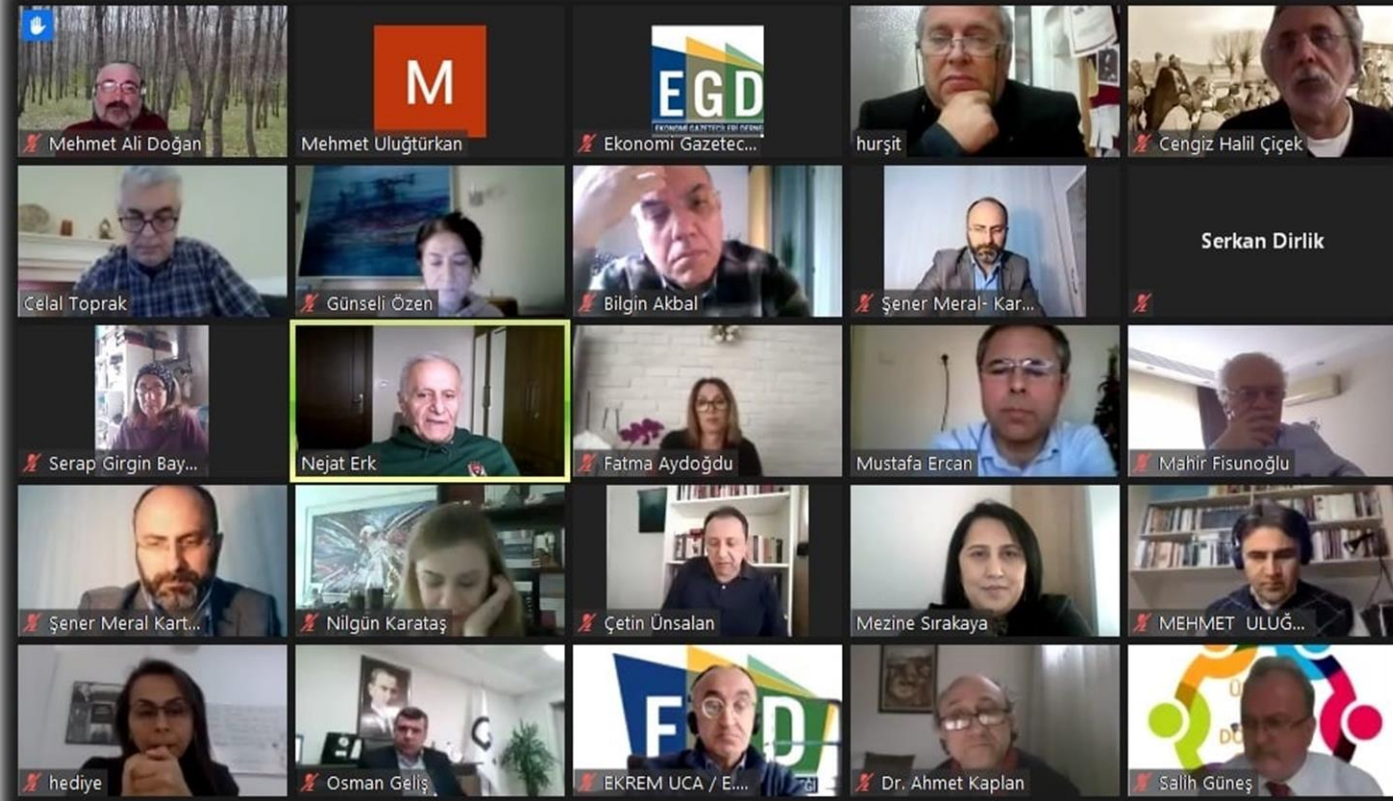 Mehmet Ali Doğan
M
Mehmet Uluğtürkan
EGD
EKONOMİ GAZETECİLERİ DERNE
Ekonomi Gazetec...
hurşit
Cengiz Halil Çiçek
Celal Toprak
Günseli Özen
Bilgin Akbal
Şener Meral- Kar...
Serkan Dirlik
Serap Girgin Bay...
Nejat Erk
Fatma Aydoğdu
Mustafa Ercan
Mahir Fisunoğlu
Şener Meral Kart...
Nilgün Karataş
Çetin Ünsalan
Mezine Sırakaya
MEHMET ULUĞ...
hediye
Osman Geliş
EGD
EKREM UCA / E....
Dr. Ahmet Kaplan
Salih Güneş